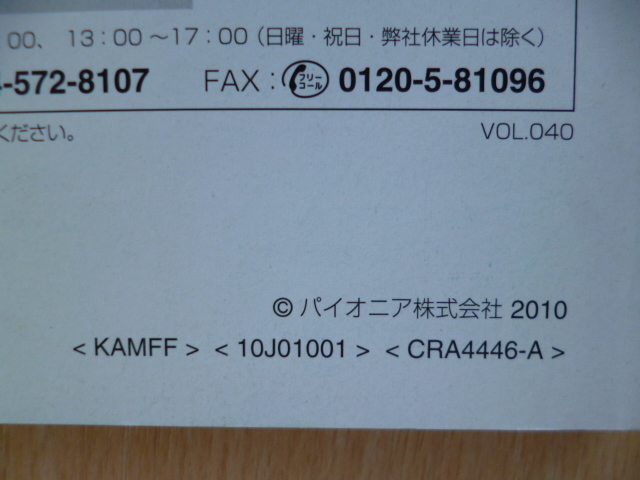 :00、13:00～17:00（日曜・祝日・弊社休業日は除く）
-572-8107 FAX：フリーコール 0120-5-81096
ください。
VOL.040
© パイオニア株式会社 2010
< KAMFF > < 10J01001 > < CRA4446-A >